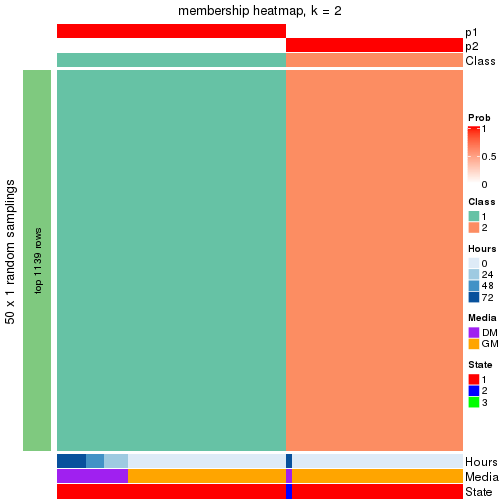 membership heatmap, k = 2
p1
p2
Class
50 x 1 random samplings
top 1139 rows
Prob
1
0.5
0
Class
1
2
Hours
0
24
48
72
Media
DM
GM
State
1
2
3
Hours
Media
State